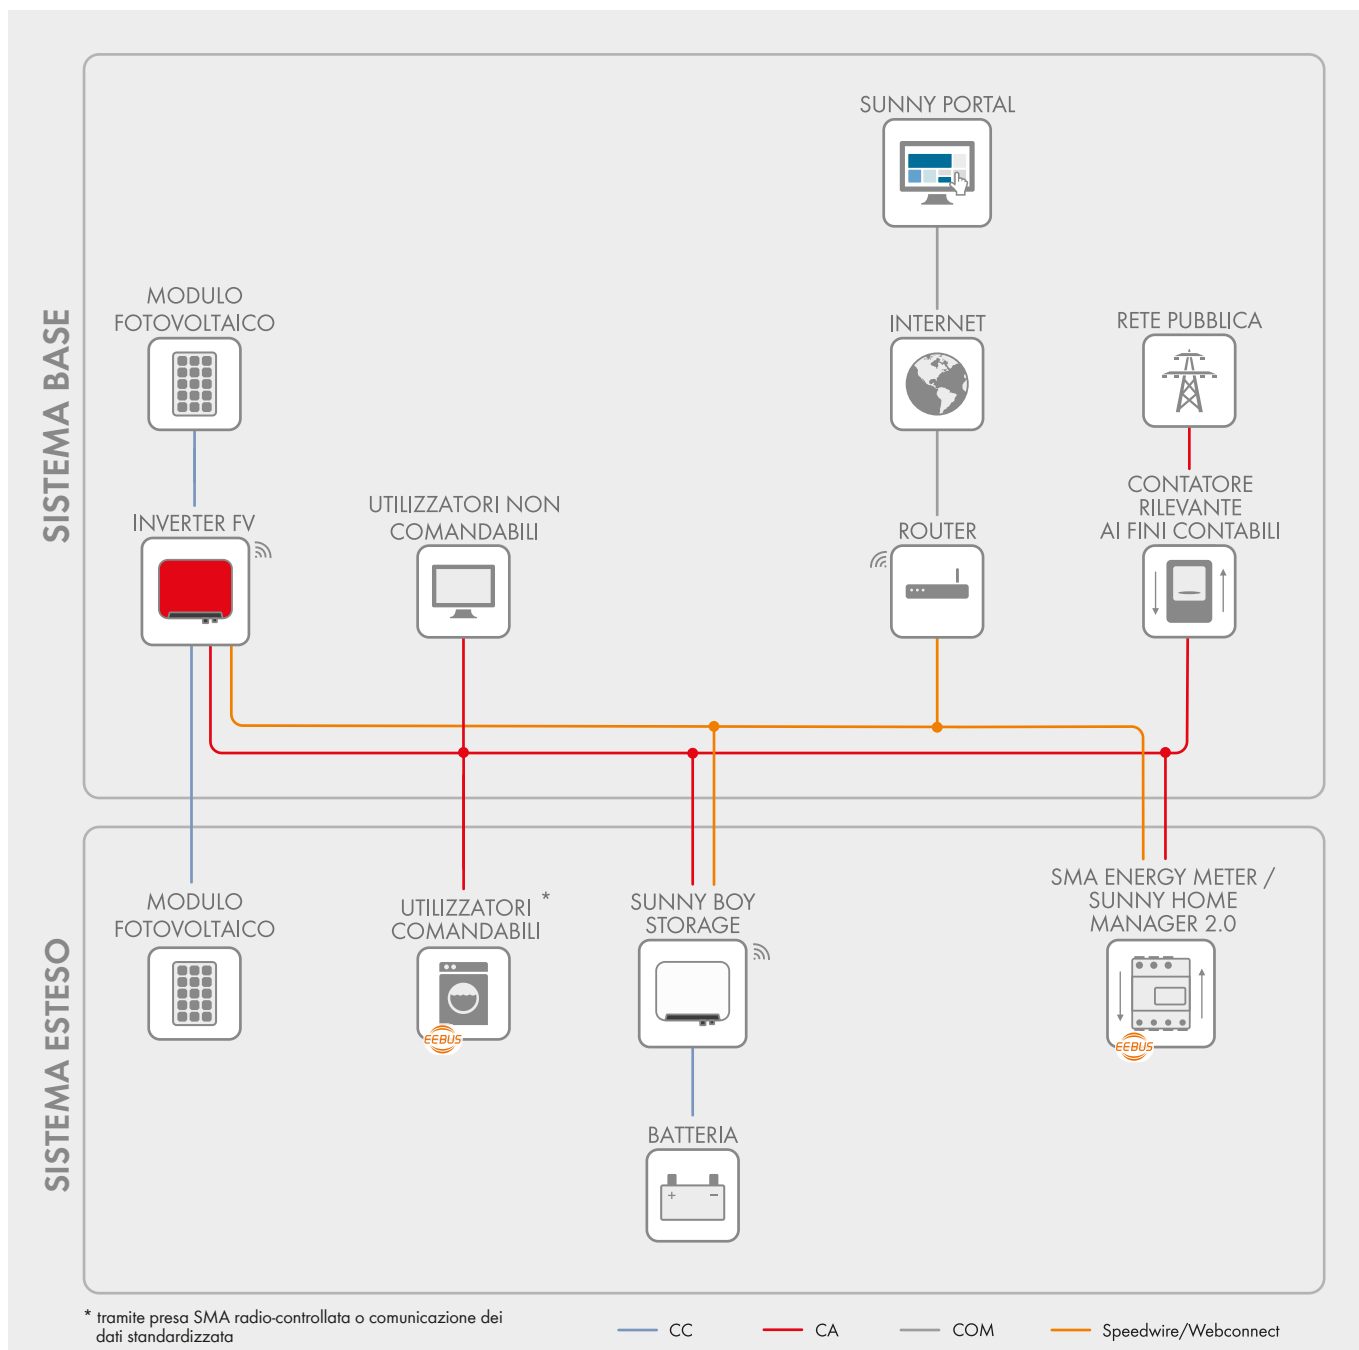 SISTEMA BASE
SUNNY PORTAL
MODULO
FOTOVOLTAICO
INTERNET
RETE PUBBLICA
INVERTER FV
UTILIZZATORI NON
COMANDABILI
ROUTER
CONTATORE
RILEVANTE
AI FINI CONTABILI
SISTEMA ESTESO
MODULO
FOTOVOLTAICO
UTILIZZATORI *
COMANDABILI
EEBUS
SUNNY BOY
STORAGE
SMA ENERGY METER /
SUNNY HOME
MANAGER 2.0
EEBUS
BATTERIA
+ −
* tramite presa SMA radio-controllata o comunicazione dei
dati standardizzata
CC
CA
COM
Speedwire/Webconnect